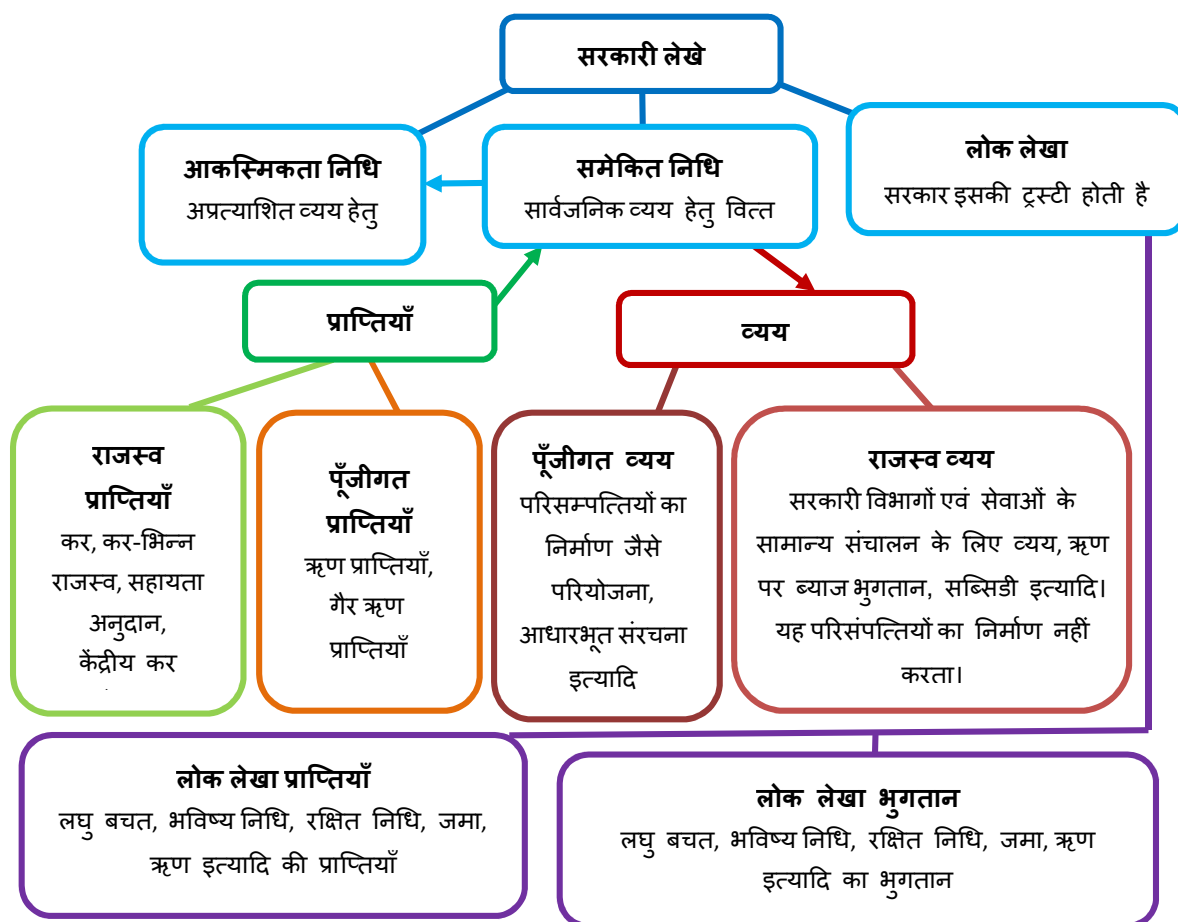 सरकारी लेखे
आकस्मिकता निधि
अप्रत्याशित व्यय हेतु
समेकित निधि
सार्वजनिक व्यय हेतु वित्त
लोक लेखा
सरकार इसकी ट्रस्टी होती है
प्राप्तियाँ
व्यय
राजस्व
प्राप्तियाँ
कर, कर-भिन्न
राजस्व, सहायता
अनुदान,
केंद्रीय कर
पूँजीगत
प्राप्तियाँ
ऋण प्राप्तियाँ,
गैर ऋण
प्राप्तियाँ
पूँजीगत व्यय
परिसम्पत्तियों का
निर्माण जैसे
परियोजना,
आधारभूत संरचना
इत्यादि
राजस्व व्यय
सरकारी विभागों एवं सेवाओं के
सामान्य संचालन के लिए व्यय, ऋण
पर ब्याज भुगतान, सब्सिडी इत्यादि।
यह परिसंपत्तियों का निर्माण नहीं
करता।
लोक लेखा प्राप्तियाँ
लघु बचत, भविष्य निधि, रक्षित निधि, जमा,
ऋण इत्यादि की प्राप्तियाँ
लोक लेखा भुगतान
लघु बचत, भविष्य निधि, रक्षित निधि, जमा, ऋण
इत्यादि का भुगतान